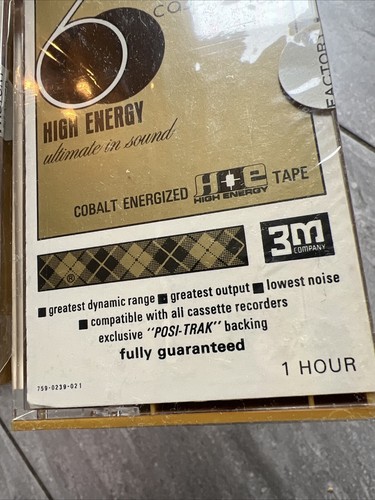 6
HIGH ENERGY
ultimate in sound
COBALT ENERGIZED H+e HIGH ENERGY TAPE
3M COMPANY
®
■ greatest dynamic range ■ greatest output ■ lowest noise
■ compatible with all cassette recorders
exclusive "POSI-TRAK" backing
fully guaranteed
1 HOUR
759-0239-021
FACTORY